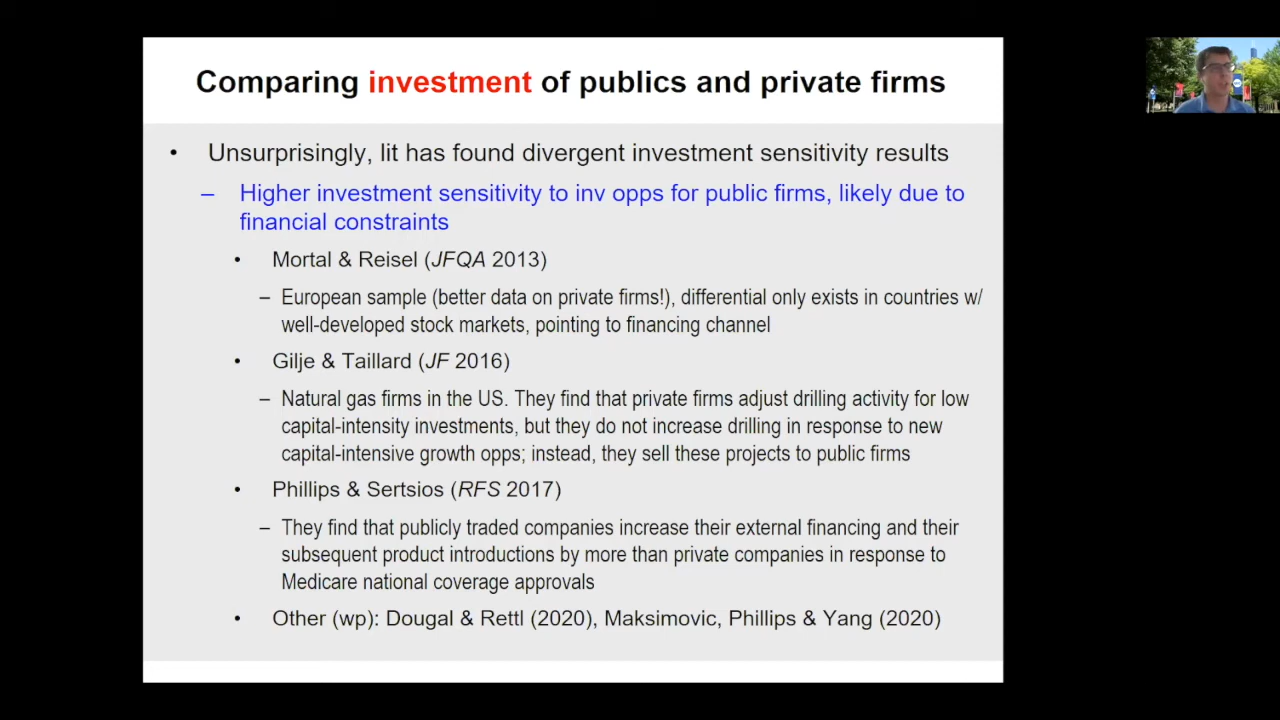 Comparing investment of publics and private firms
• Unsurprisingly, lit has found divergent investment sensitivity results
– Higher investment sensitivity to inv opps for public firms, likely due to
financial constraints
• Mortal & Reisel (JFQA 2013)
– European sample (better data on private firms!), differential only exists in countries w/
well-developed stock markets, pointing to financing channel
• Gilje & Taillard (JF 2016)
– Natural gas firms in the US. They find that private firms adjust drilling activity for low
capital-intensity investments, but they do not increase drilling in response to new
capital-intensive growth opps; instead, they sell these projects to public firms
• Phillips & Sertsios (RFS 2017)
– They find that publicly traded companies increase their external financing and their
subsequent product introductions by more than private companies in response to
Medicare national coverage approvals
• Other (wp): Dougal & Rettl (2020), Maksimovic, Phillips & Yang (2020)